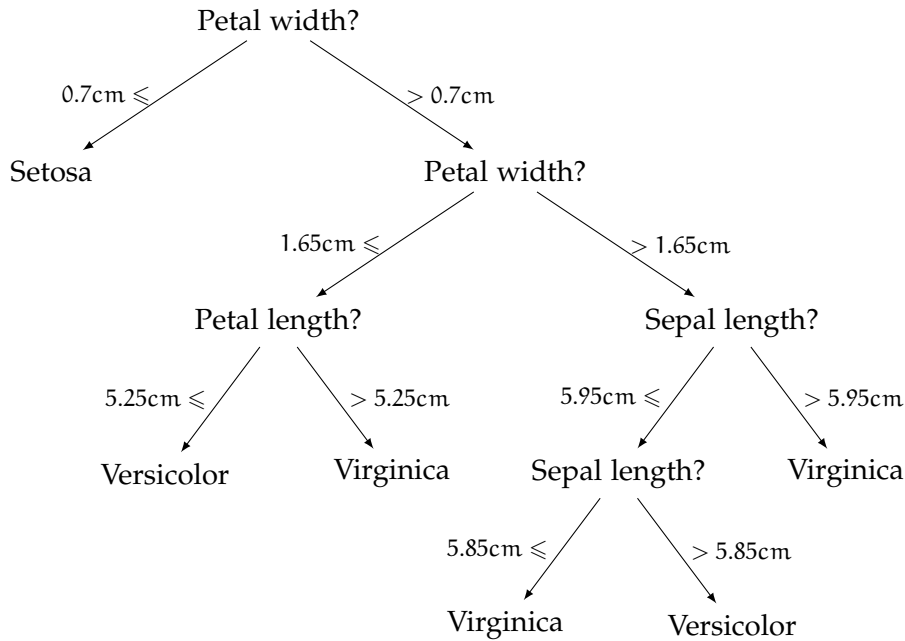 Petal width?
0.7cm ⩽
> 0.7cm
Setosa
Petal width?
1.65cm ⩽
> 1.65cm
Petal length?
Sepal length?
5.25cm ⩽
> 5.25cm
5.95cm ⩽
> 5.95cm
Versicolor
Virginica
Sepal length?
Virginica
5.85cm ⩽
> 5.85cm
Virginica
Versicolor